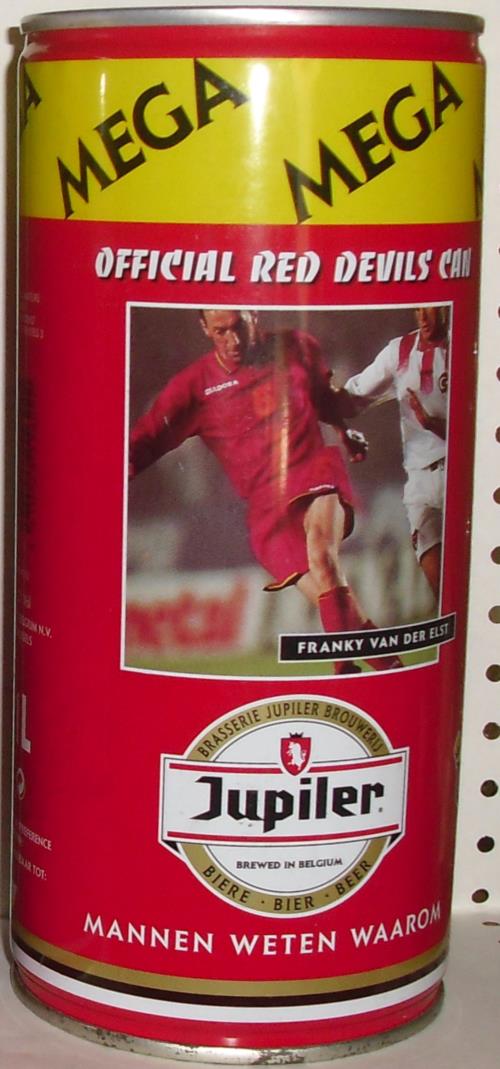 MEGA MEGA
OFFICIAL RED DEVILS CAN
DIADORA
FRANKY VAN DER ELST
BRASSERIE JUPILER BROUWERIJ
Jupiler
BREWED IN BELGIUM
BIERE · BIER · BEER
MANNEN WETEN WAAROM
N.V.
L
TOT: